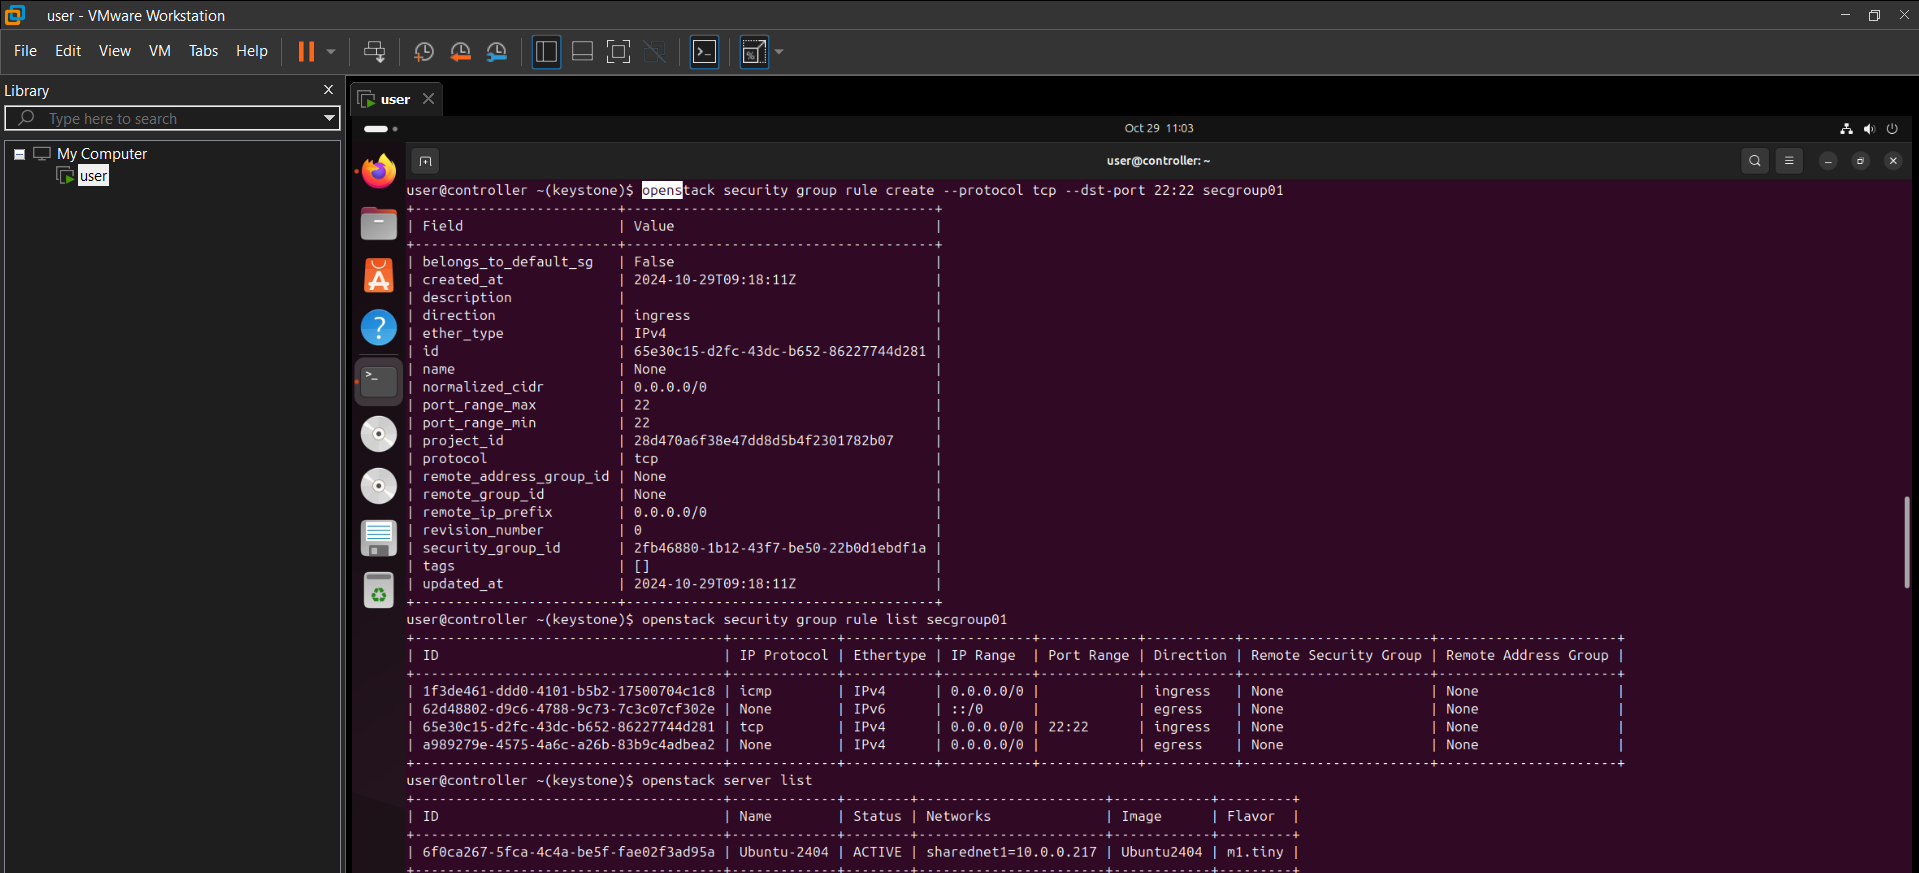 user - VMware Workstation
File Edit View VM Tabs Help
Library
Type here to search
My Computer
user
user
Oct 29 11:03
user@controller: ~
user@controller ~(keystone)$ openstack security group rule create --protocol tcp --dst-port 22:22 secgroup01
+-------------------------+--------------------------------------+
| Field | Value |
+-------------------------+--------------------------------------+
| belongs_to_default_sg | False |
| created_at | 2024-10-29T09:18:11Z |
| description | |
| direction | ingress |
| ether_type | IPv4 |
| id | 65e30c15-d2fc-43dc-b652-86227744d281 |
| name | None |
| normalized_cidr | 0.0.0.0/0 |
| port_range_max | 22 |
| port_range_min | 22 |
| project_id | 28d470a6f38e47dd8d5b4f2301782b07 |
| protocol | tcp |
| remote_address_group_id | None |
| remote_group_id | None |
| remote_ip_prefix | 0.0.0.0/0 |
| revision_number | 0 |
| security_group_id | 2fb46880-1b12-43f7-be50-22b0d1ebdf1a |
| tags | [] |
| updated_at | 2024-10-29T09:18:11Z |
+-------------------------+--------------------------------------+
user@controller ~(keystone)$ openstack security group rule list secgroup01
+--------------------------------------+-------------+-----------+-----------+------------+-----------+-----------------------+----------------------+
| ID | IP Protocol | Ethertype | IP Range | Port Range | Direction | Remote Security Group | Remote Address Group |
+--------------------------------------+-------------+-----------+-----------+------------+-----------+-----------------------+----------------------+
| 1f3de461-ddd0-4101-b5b2-17500704c1c8 | icmp | IPv4 | 0.0.0.0/0 | | ingress | None | None |
| 62d48802-d9c6-4788-9c73-7c3c07cf302e | None | IPv6 | ::/0 | | egress | None | None |
| 65e30c15-d2fc-43dc-b652-86227744d281 | tcp | IPv4 | 0.0.0.0/0 | 22:22 | ingress | None | None |
| a989279e-4575-4a6c-a26b-83b9c4adbea2 | None | IPv4 | 0.0.0.0/0 | | egress | None | None |
+--------------------------------------+-------------+-----------+-----------+------------+-----------+-----------------------+----------------------+
user@controller ~(keystone)$ openstack server list
+--------------------------------------+-------------+--------+-----------------------+------------+---------+
| ID | Name | Status | Networks | Image | Flavor |
+--------------------------------------+-------------+--------+-----------------------+------------+---------+
| 6f0ca267-5fca-4c4a-be5f-fae02f3ad95a | Ubuntu-2404 | ACTIVE | sharednet1=10.0.0.217 | Ubuntu2404 | m1.tiny |
+--------------------------------------+-------------+--------+-----------------------+------------+---------+